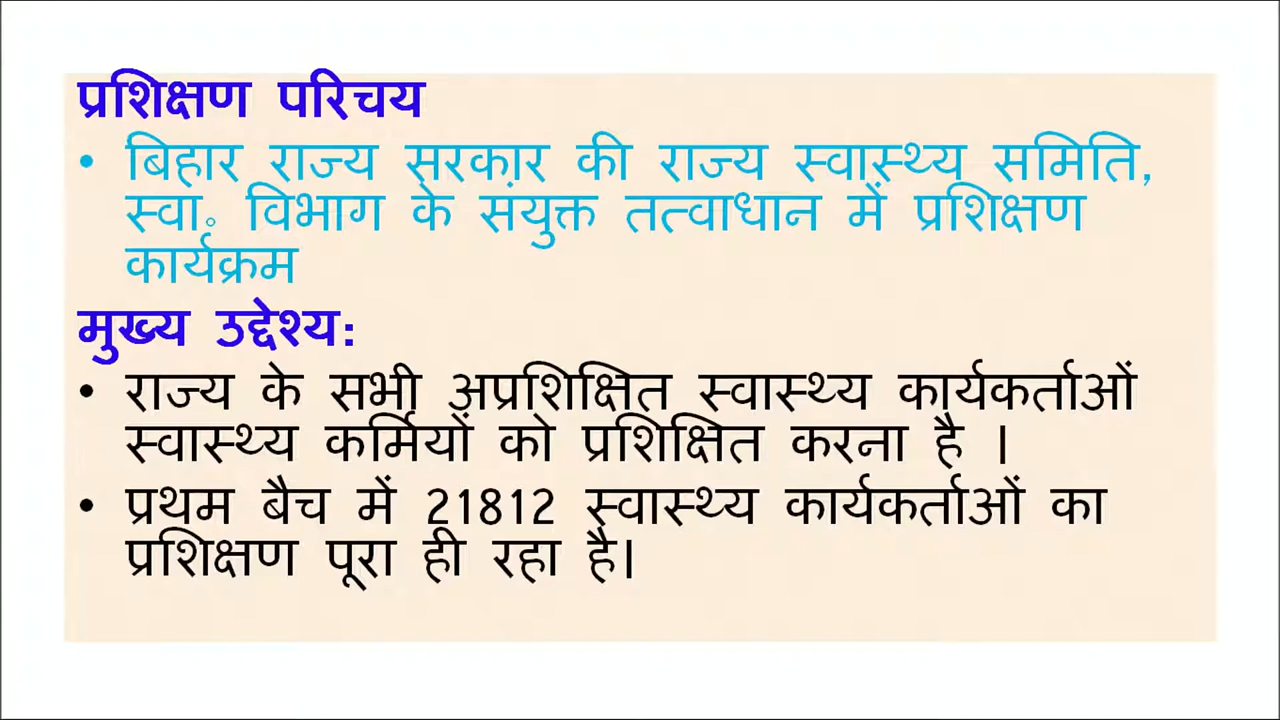 प्रशिक्षण परिचय
• बिहार राज्य सरकार की राज्य स्वास्थ्य समिति,
स्वा॰ विभाग के संयुक्त तत्वाधान में प्रशिक्षण
कार्यक्रम
मुख्य उद्देश्य:
• राज्य के सभी अप्रशिक्षित स्वास्थ्य कार्यकर्ताओं
स्वास्थ्य कर्मियों को प्रशिक्षित करना है ।
• प्रथम बैच में 21812 स्वास्थ्य कार्यकर्ताओं का
प्रशिक्षण पूरा ही रहा है।